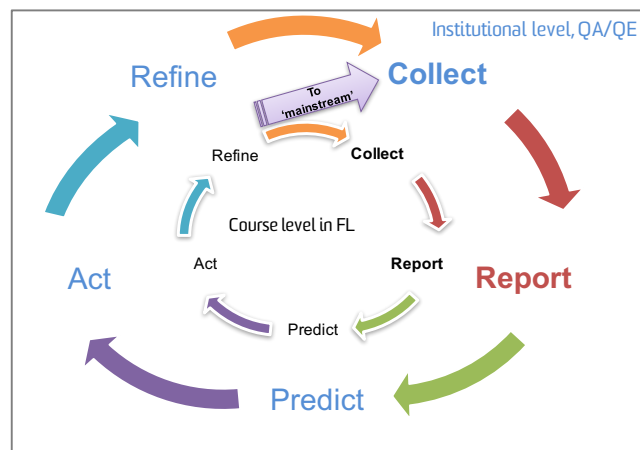 Institutional level, QA/QE
Refine
Collect
To
‘mainstream’
Refine
Collect
Course level in FL
Act
Report
Act
Report
Predict
Predict